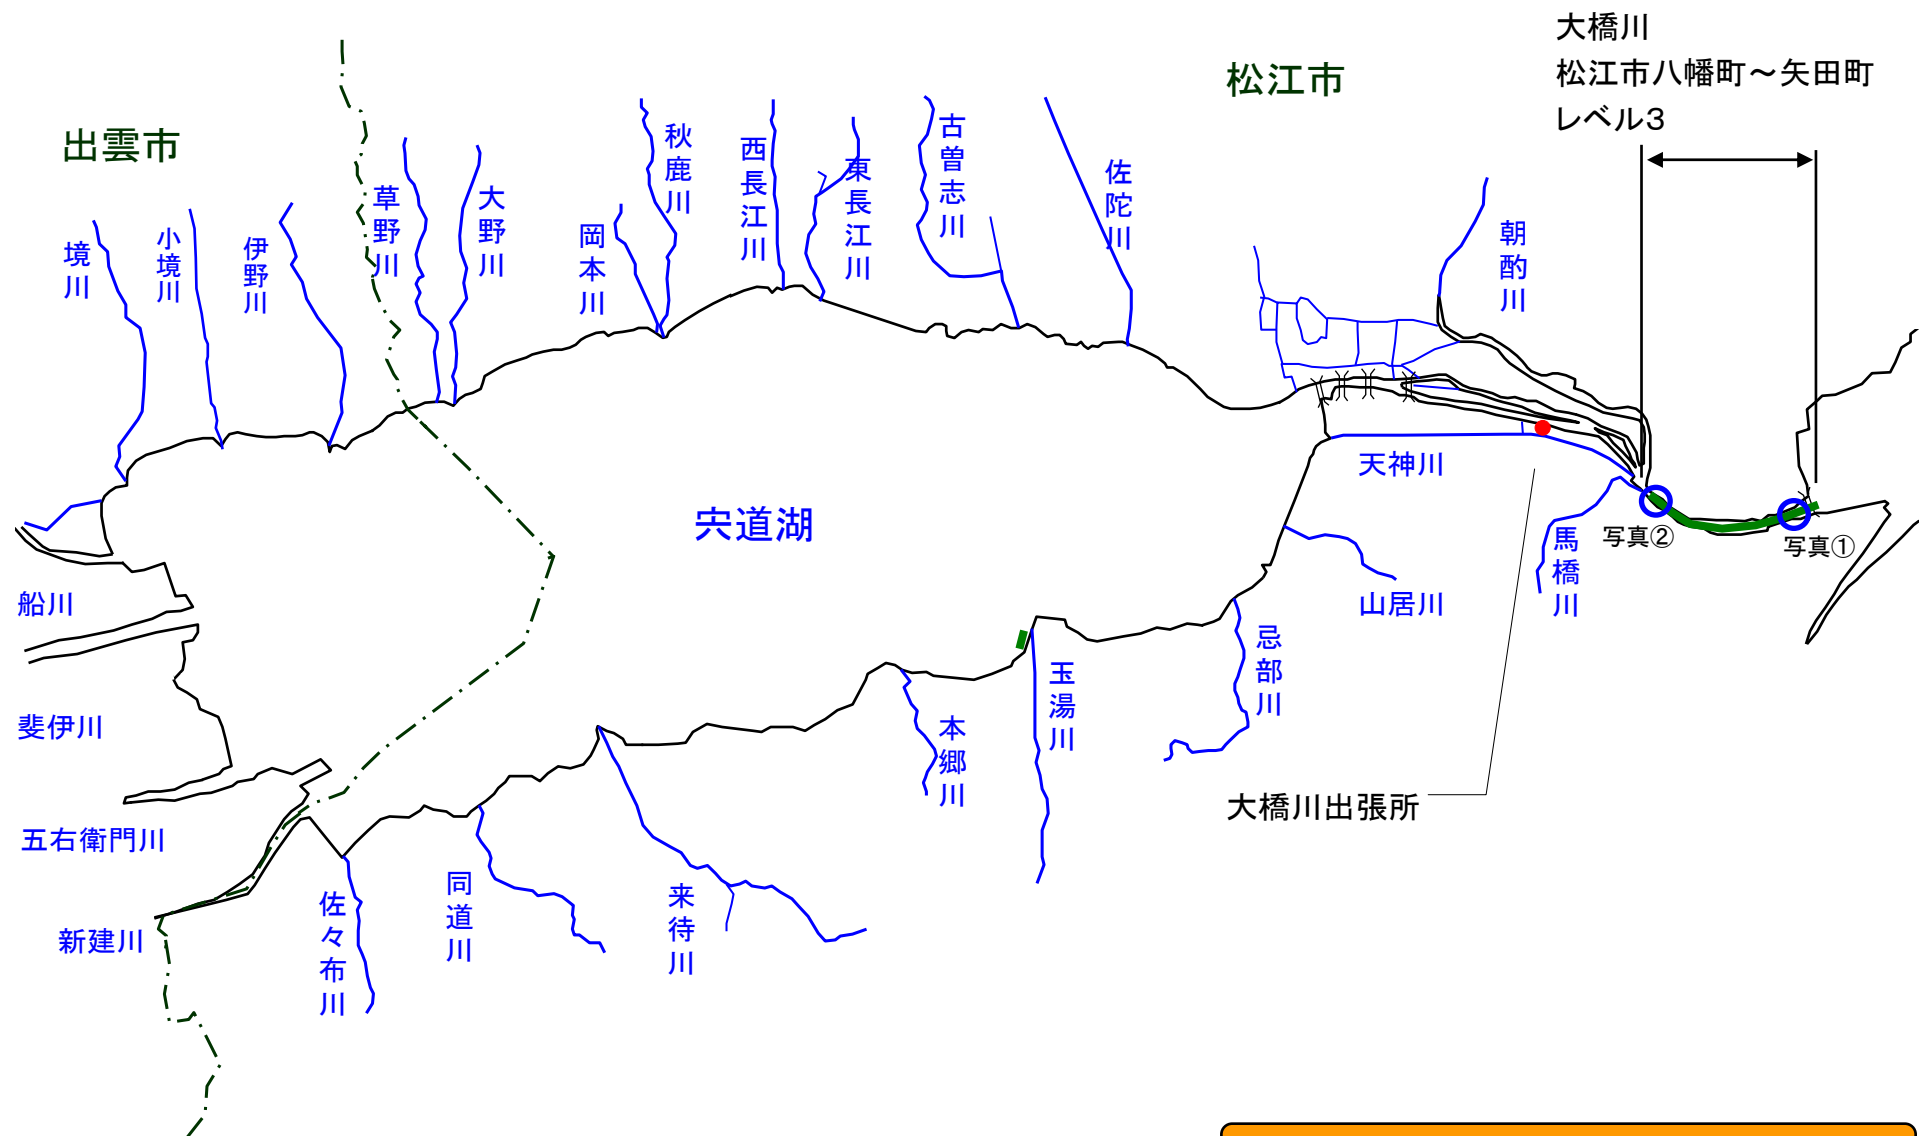 大橋川
松江市八幡町～矢田町
レベル3
松江市
出雲市
境川
小境川
伊野川
草野川
大野川
岡本川
秋鹿川
西長江川
東長江川
古曽志川
佐陀川
朝酌川
天神川
宍道湖
写真②
写真①
馬橋川
山居川
忌部川
玉湯川
本郷川
大橋川出張所
船川
斐伊川
五右衛門川
新建川
佐々布川
同道川
来待川